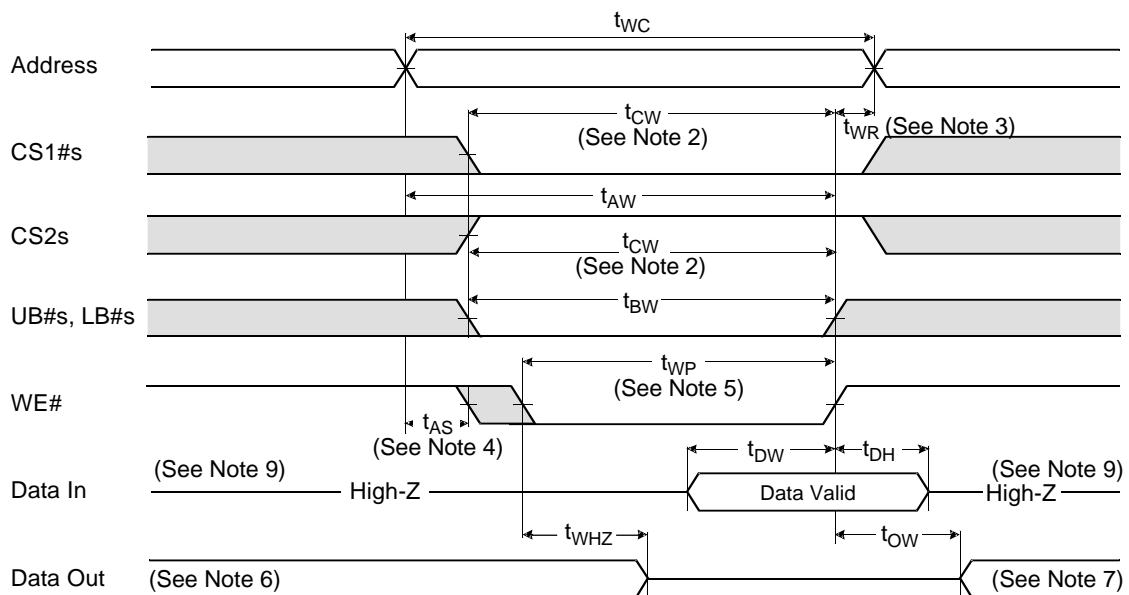 tWC
Address
tCW
(See Note 2)
tWR (See Note 3)
CS1#s
tAW
CS2s
tCW
(See Note 2)
tBW
UB#s, LB#s
tWP
(See Note 5)
WE#
tAS
(See Note 4)
tDW
tDH
(See Note 9)
(See Note 9)
Data In
High-Z
Data Valid
High-Z
tWHZ
tOW
Data Out
(See Note 6)
(See Note 7)